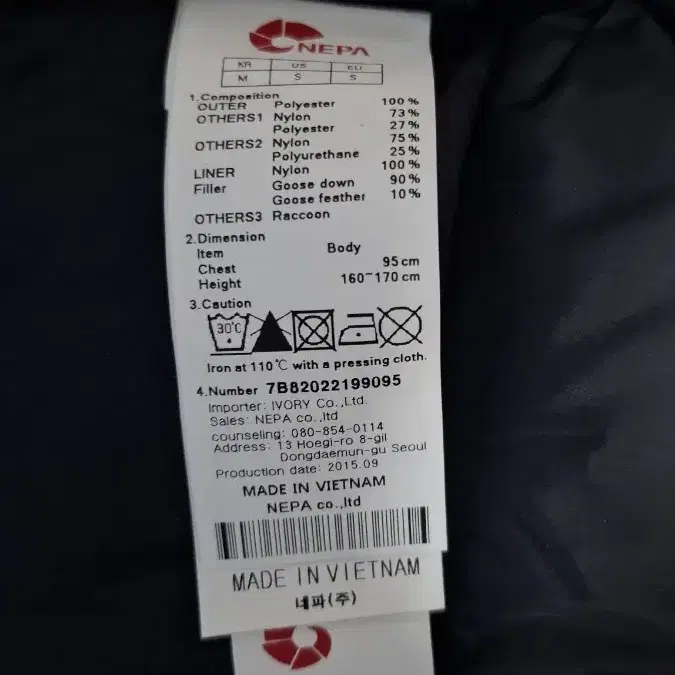 NEPA
KR US EU
M S S
1.Composition
OUTER Polyester 100%
OTHERS1 Nylon 73%
Polyester 27%
OTHERS2 Nylon 75%
Polyurethane 25%
LINER Nylon 100%
Filler Goose down 90%
Goose feather 10%
OTHERS3 Raccoon
2.Dimension
Item Body
Chest 95cm
Height 160~170cm
3.Caution
30℃
Iron at 110℃ with a pressing cloth.
4.Number 7B82022199095
Importer: IVORY Co.,Ltd.
Sales: NEPA co.,ltd
counseling: 080-854-0114
Address: 13 Hoegi-ro 8-gil
Dongdaemun-gu Seoul
Production date: 2015.09
MADE IN VIETNAM
NEPA co.,ltd
MADE IN VIETNAM
네파(주)